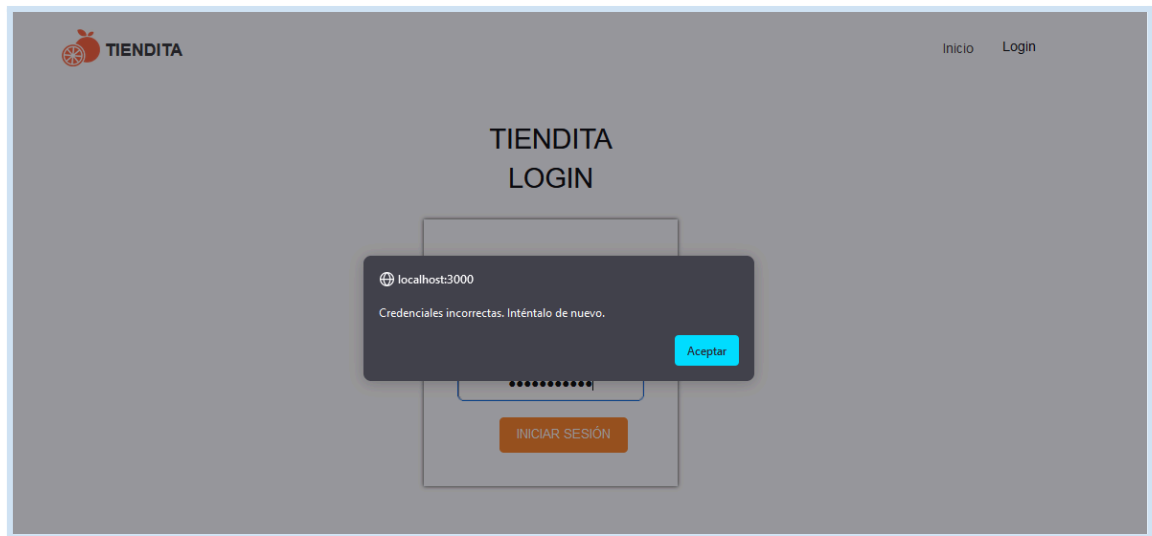 TIENDITA
Inicio
Login
TIENDITA
LOGIN
localhost:3000
Credenciales incorrectas. Inténtalo de nuevo.
Aceptar
INICIAR SESIÓN